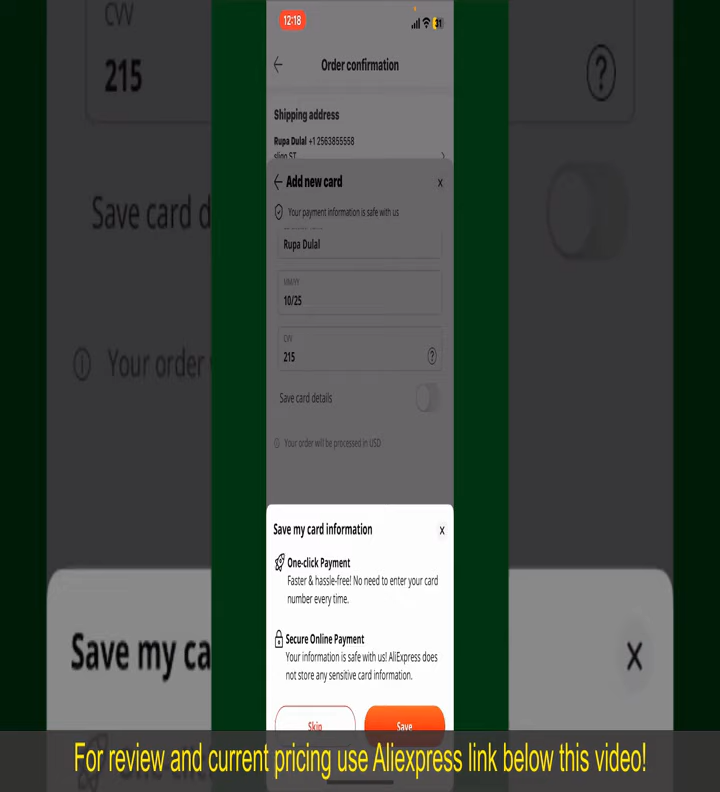 CVV
215
?
Save card d
Your order
Save my ca
X
12:18
31
Order confirmation
Shipping address
Rupa Dulal +1 2563855558
Add new card
x
Your payment information is safe with us
Rupa Dulal
MM/YY
10/25
CVV
215
?
Save card details
Your order will be processed in USD
Save my card information
x
One-click Payment
Faster & hassle-free! No need to enter your card
number every time.
Secure Online Payment
Your information is safe with us! AliExpress does
not store any sensitive card information.
Skip
Save
For review and current pricing use Aliexpress link below this video!